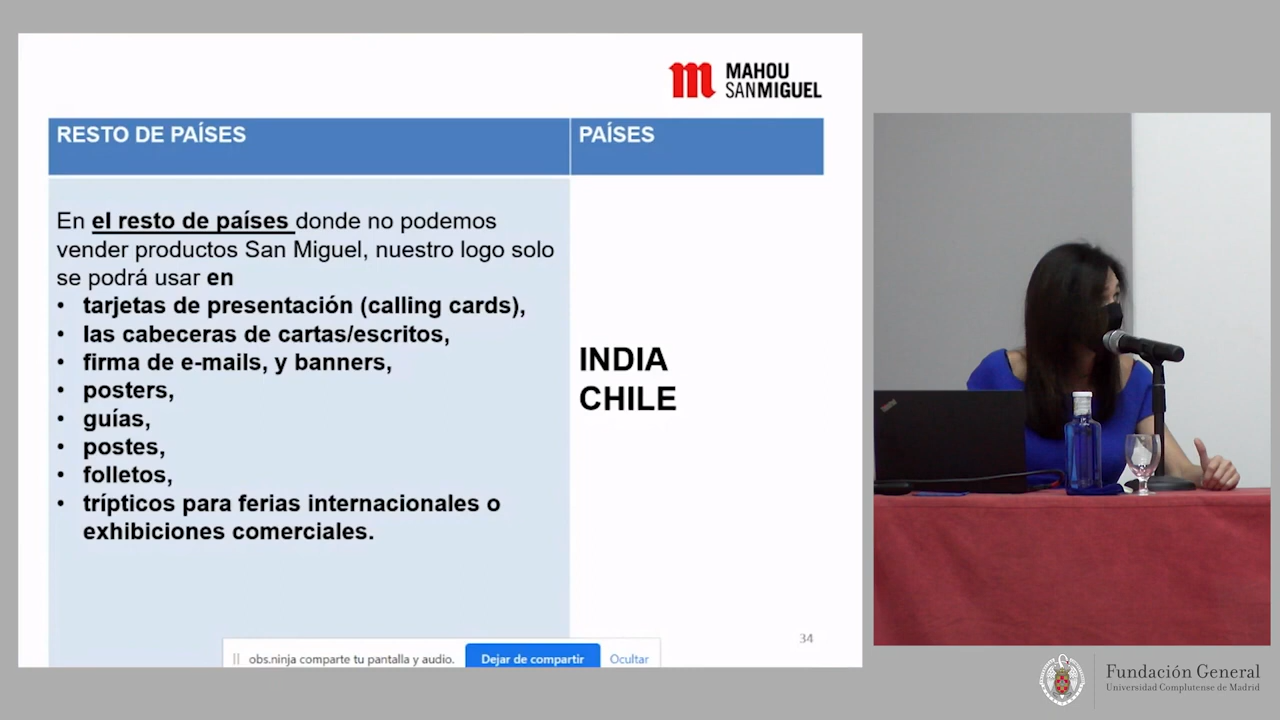 MAHOU
SANMIGUEL
RESTO DE PAÍSES
PAÍSES
En el resto de países donde no podemos
vender productos San Miguel, nuestro logo solo
se podrá usar en
• tarjetas de presentación (calling cards),
• las cabeceras de cartas/escritos,
• firma de e-mails, y banners,
• posters,
• guías,
• postes,
• folletos,
• trípticos para ferias internacionales o
exhibiciones comerciales.
INDIA
CHILE
34
obs.ninja comparte tu pantalla y audio.
Dejar de compartir
Ocultar
Fundación General
Universidad Complutense de Madrid